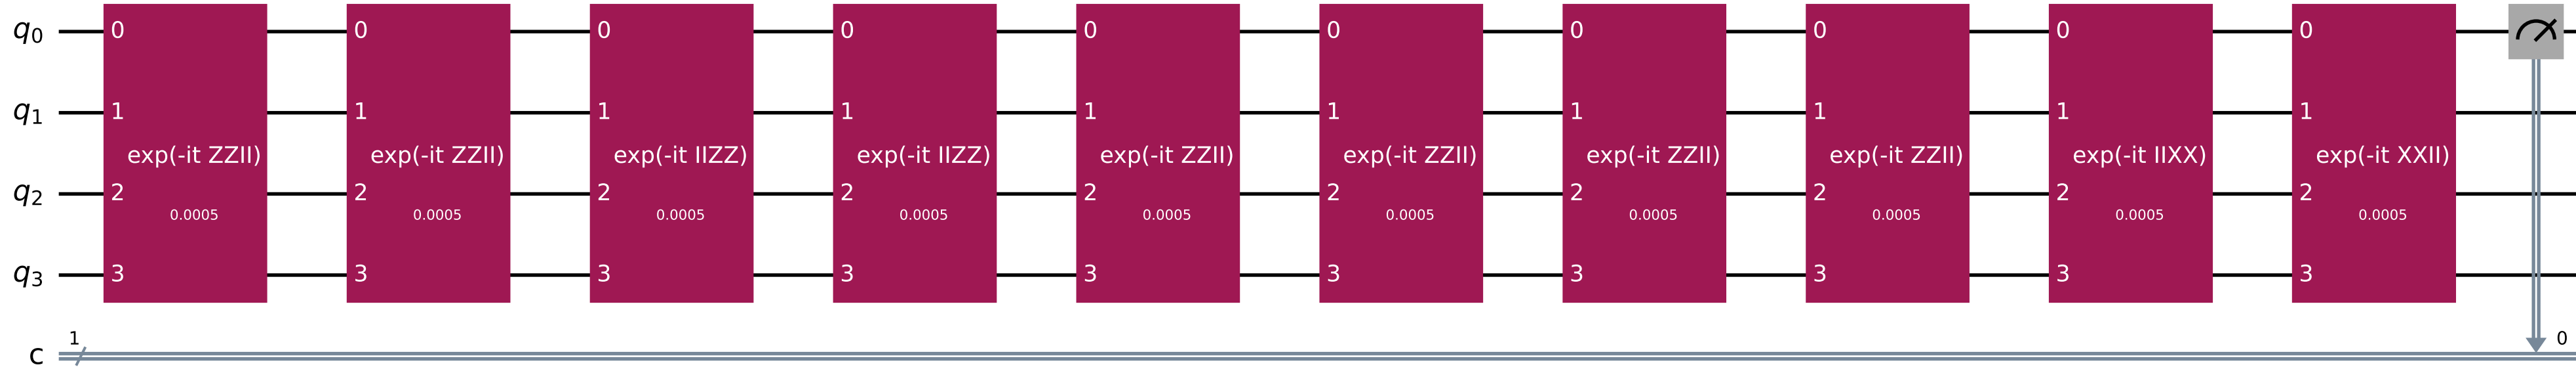 q0 0 0 0 0 0 0 0 0 0 0
q1 1 1 1 1 1 1 1 1 1 1
exp(-it ZZII) exp(-it ZZII) exp(-it IIZZ) exp(-it IIZZ) exp(-it ZZII) exp(-it ZZII) exp(-it ZZII) exp(-it ZZII) exp(-it IIXX) exp(-it XXII)
q2 2 2 2 2 2 2 2 2 2 2
0.0005 0.0005 0.0005 0.0005 0.0005 0.0005 0.0005 0.0005 0.0005 0.0005
q3 3 3 3 3 3 3 3 3 3 3
1 0
c